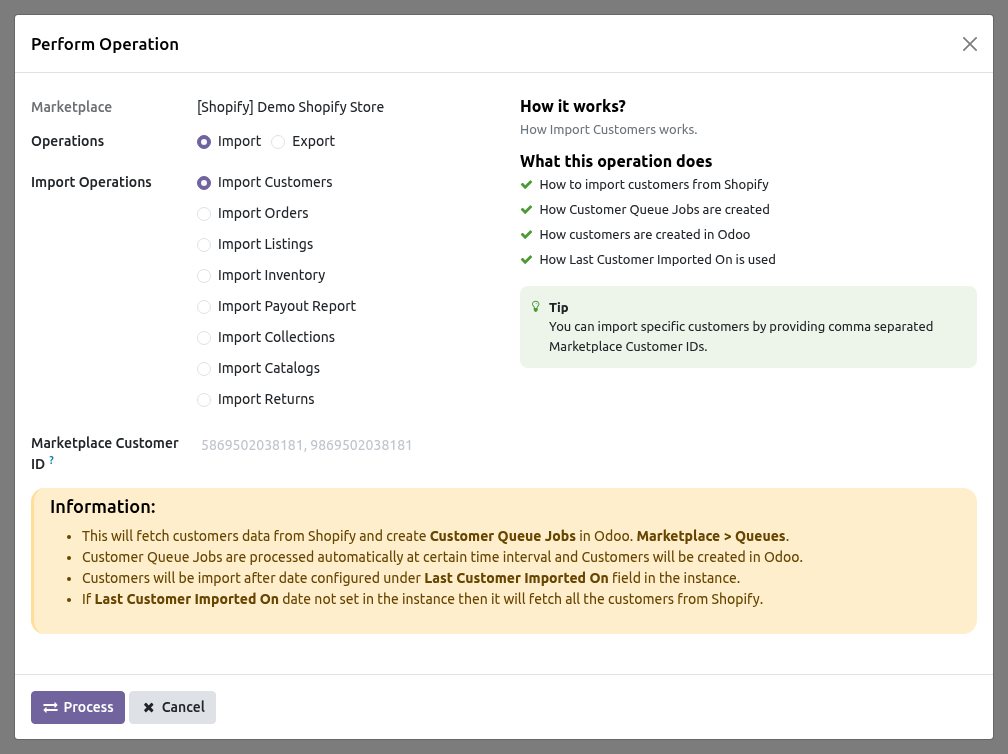 Perform Operation
Marketplace
[Shopify] Demo Shopify Store
Operations
Import
Export
Import Operations
Import Customers
Import Orders
Import Listings
Import Inventory
Import Payout Report
Import Collections
Import Catalogs
Import Returns
Marketplace Customer
ID ?
5869502038181, 9869502038181
How it works?
How Import Customers works.
What this operation does
How to import customers from Shopify
How Customer Queue Jobs are created
How customers are created in Odoo
How Last Customer Imported On is used
Tip
You can import specific customers by providing comma separated
Marketplace Customer IDs.
Information:
This will fetch customers data from Shopify and create Customer Queue Jobs in Odoo. Marketplace > Queues.
Customer Queue Jobs are processed automatically at certain time interval and Customers will be created in Odoo.
Customers will be import after date configured under Last Customer Imported On field in the instance.
If Last Customer Imported On date not set in the instance then it will fetch all the customers from Shopify.
Process
Cancel